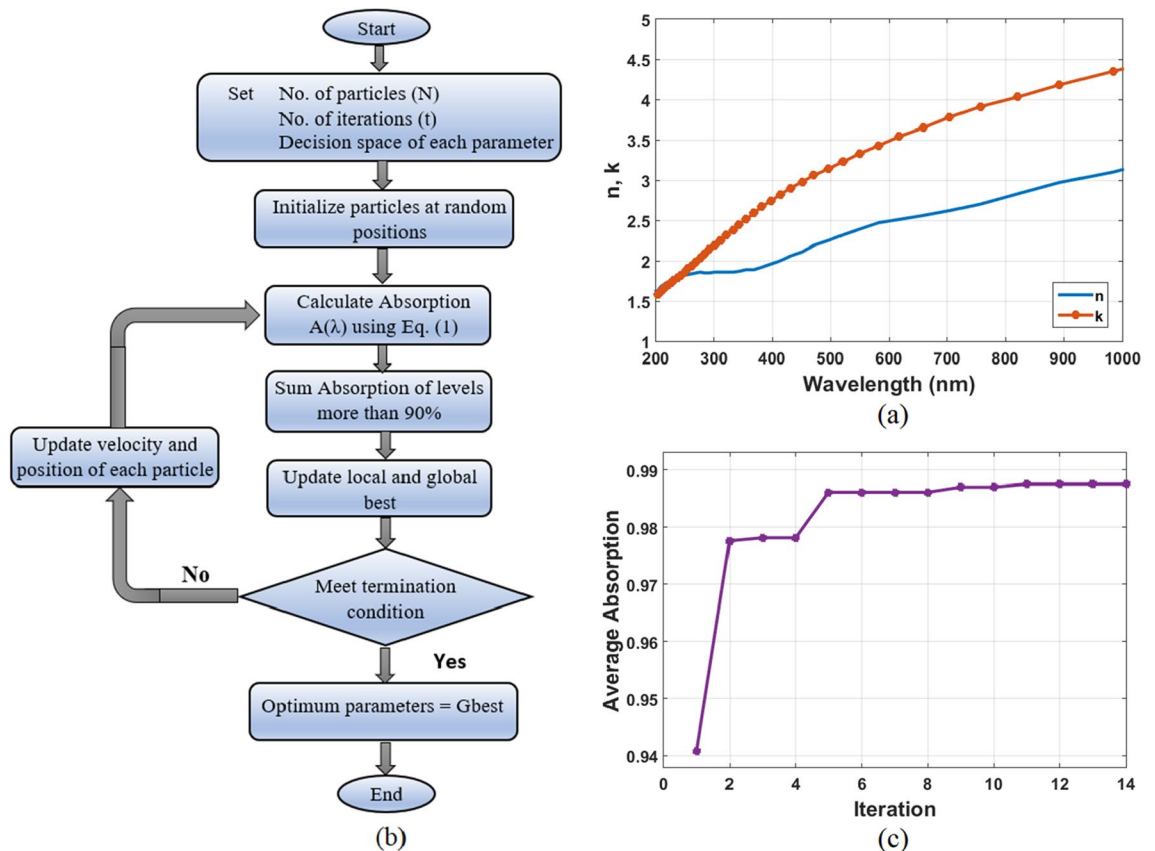 Start
Set No. of particles (N)
No. of iterations (t)
Decision space of each parameter
Initialize particles at random
positions
Calculate Absorption
A(λ) using Eq. (1)
Sum Absorption of levels
more than 90%
Update velocity and
position of each particle
Update local and global
best
No
Meet termination
condition
Yes
Optimum parameters = Gbest
End
(b)
n, k
5
4.5
4
3.5
3
2.5
2
1.5
1
n
k
200 300 400 500 600 700 800 900 1000
Wavelength (nm)
(a)
Average Absorption
0.99
0.98
0.97
0.96
0.95
0.94
0 2 4 6 8 10 12 14
Iteration
(c)